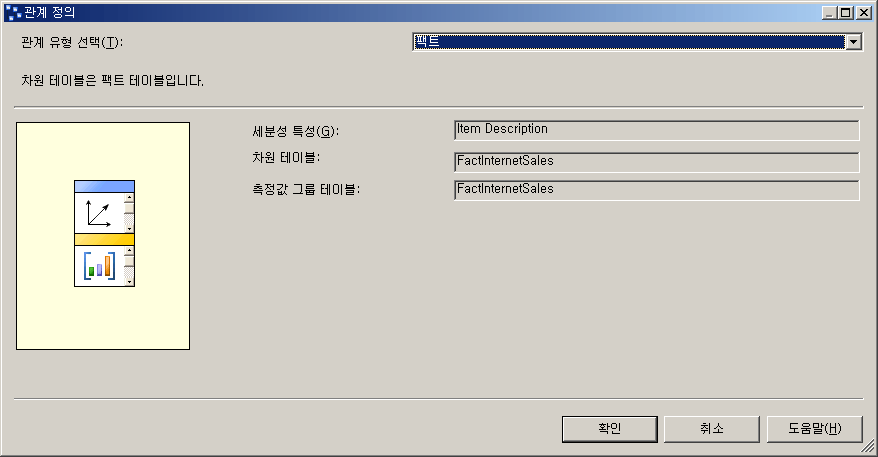 관계 정의
관계 유형 선택(T):
팩트
차원 테이블은 팩트 테이블입니다.
세분성 특성(G):
Item Description
차원 테이블:
FactInternetSales
측정값 그룹 테이블:
FactInternetSales
확인
취소
도움말(H)